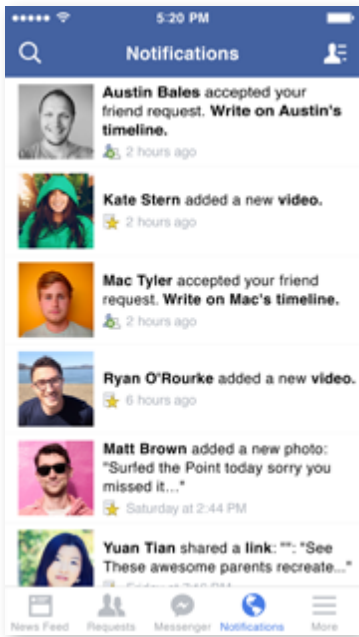 5:20 PM
Notifications
Austin Bales accepted your
friend request. Write on Austin's
timeline.
2 hours ago
Kate Stern added a new video.
2 hours ago
Mac Tyler accepted your friend
request. Write on Mac's timeline.
2 hours ago
Ryan O'Rourke added a new video.
6 hours ago
Matt Brown added a new photo:
"Surfed the Point today sorry you
missed it..."
Saturday at 2:44 PM
Yuan Tian shared a link: "": "See
These awesome parents recreate..."
News Feed Requests Messenger Notifications More